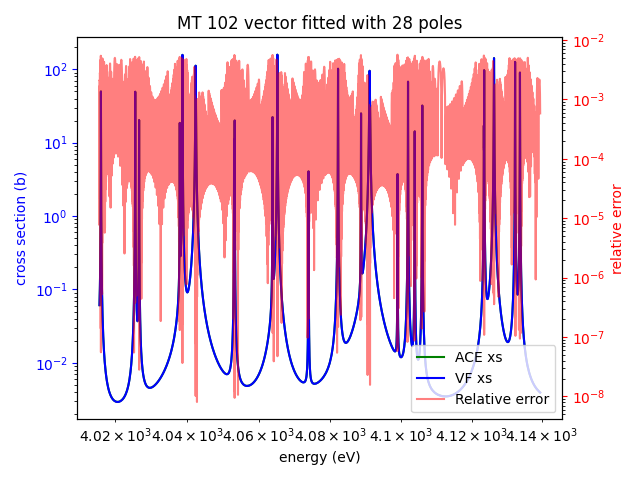 MT 102 vector fitted with 28 poles
cross section (b)
10²
10¹
10⁰
10⁻¹
10⁻²
10⁻²
10⁻³
10⁻⁴
10⁻⁵
10⁻⁶
10⁻⁷
10⁻⁸
relative error
ACE xs
VF xs
Relative error
4.02 × 10³ 4.04 × 10³ 4.06 × 10³ 4.08 × 10³ 4.1 × 10³ 4.12 × 10³ 4.14 × 10³
energy (eV)